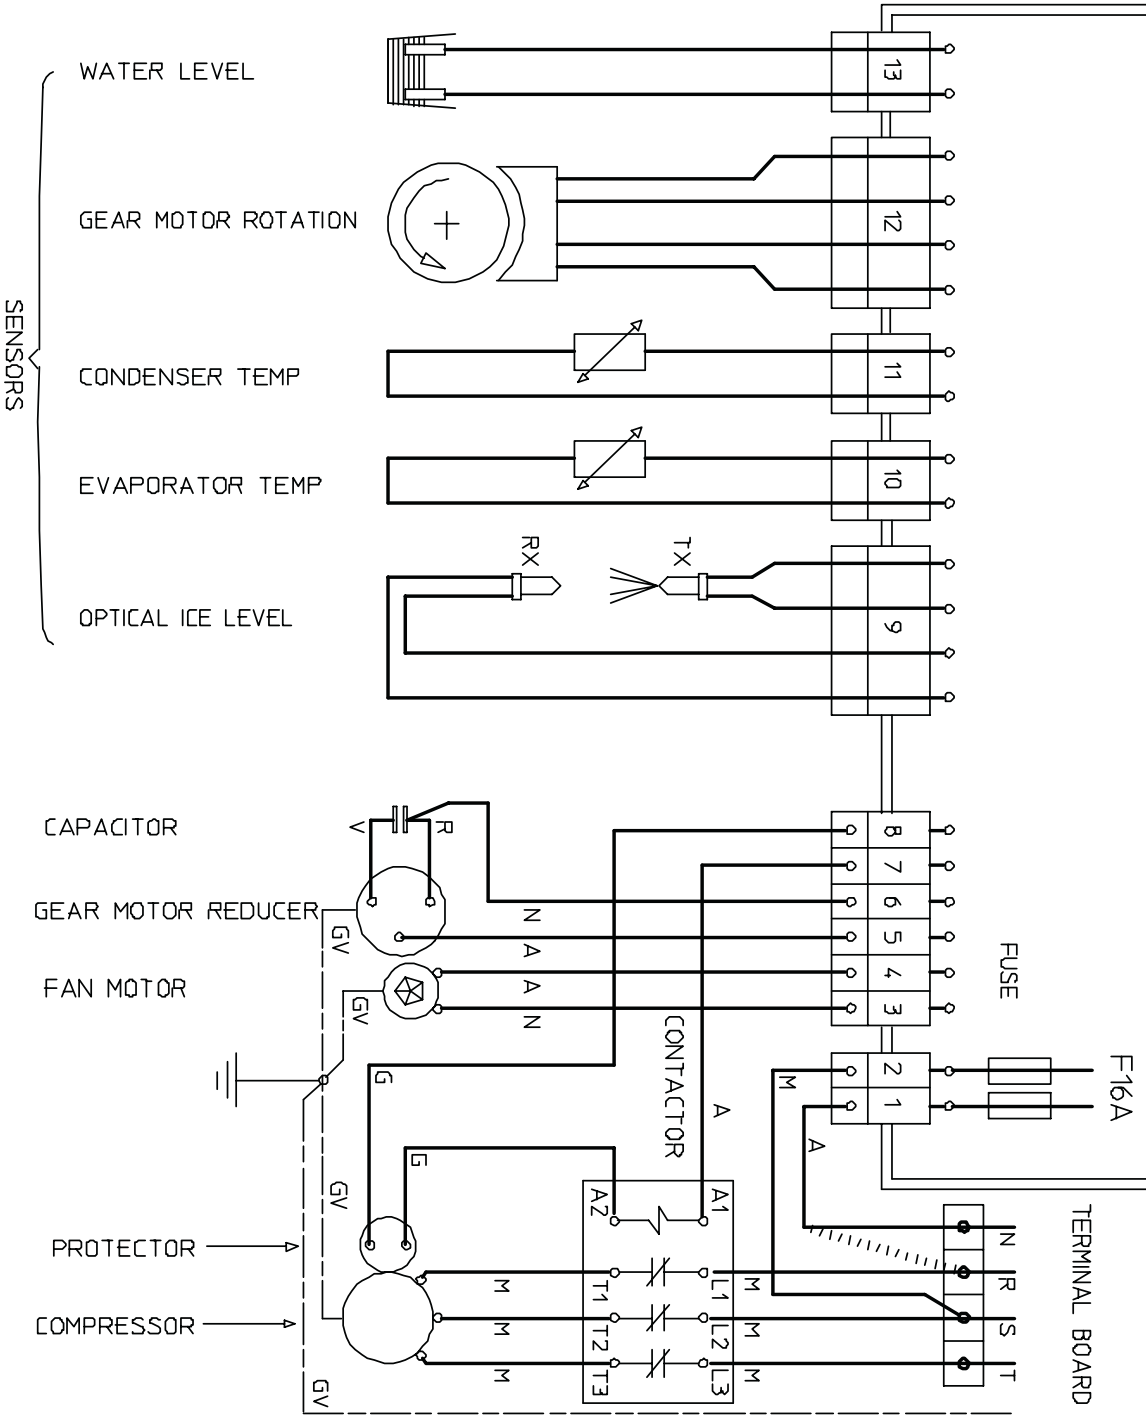 SENSORS
WATER LEVEL
13
GEAR MOTOR ROTATION
12
CONDENSER TEMP
11
EVAPORATOR TEMP
10
RX
TX
OPTICAL ICE LEVEL
9
CAPACITOR
V
R
8
7
GEAR MOTOR REDUCER
GV
N
6
A
5
FAN MOTOR
GV
A
4
N
3
FUSE
CONTACTOR
G
M
2
F16A
A
1
A
G
GV
A2
A1
PROTECTOR
N
TERMINAL BOARD
M
T1
L1
M
R
COMPRESSOR
M
T2
L2
S
M
T3
L3
M
T
GV